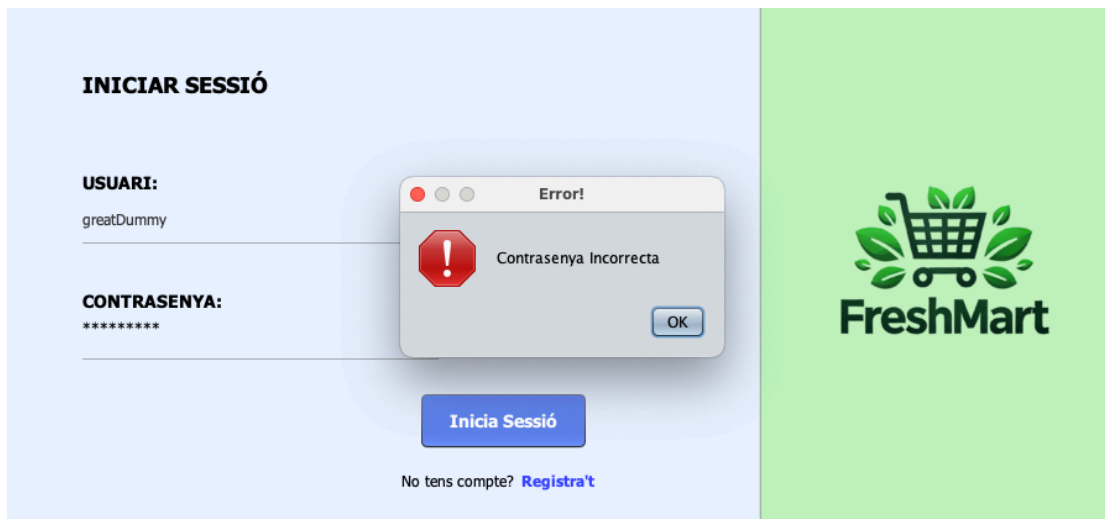 INICIAR SESSIÓ
USUARI:
greatDummy
CONTRASENYA:
*********
Error!
Contrasenya Incorrecta
OK
Inicia Sessió
No tens compte? Registra't
FreshMart